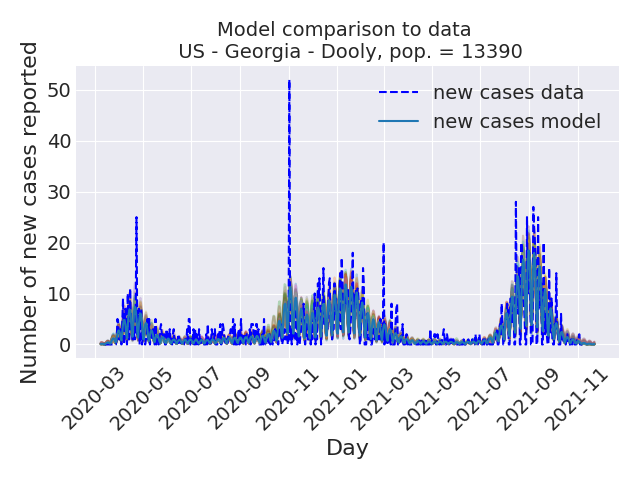 Model comparison to data
US - Georgia - Dooly, pop. = 13390
Number of new cases reported
50
40
30
20
10
0
new cases data
new cases model
2020-03
2020-05
2020-07
2020-09
2020-11
2021-01
2021-03
2021-05
2021-07
2021-09
2021-11
Day